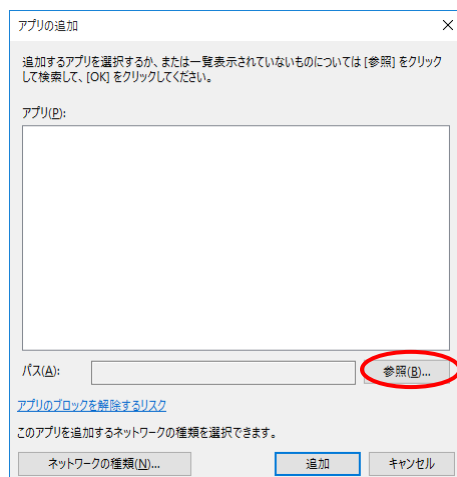 アプリの追加
追加するアプリを選択するか、または一覧表示されていないものについては [参照] をクリック
して検索して、[OK] をクリックしてください。
アプリ(P):
パス(A):
参照(B)...
アプリのブロックを解除するリスク
このアプリを追加するネットワークの種類を選択できます。
ネットワークの種類(N)...
追加
キャンセル